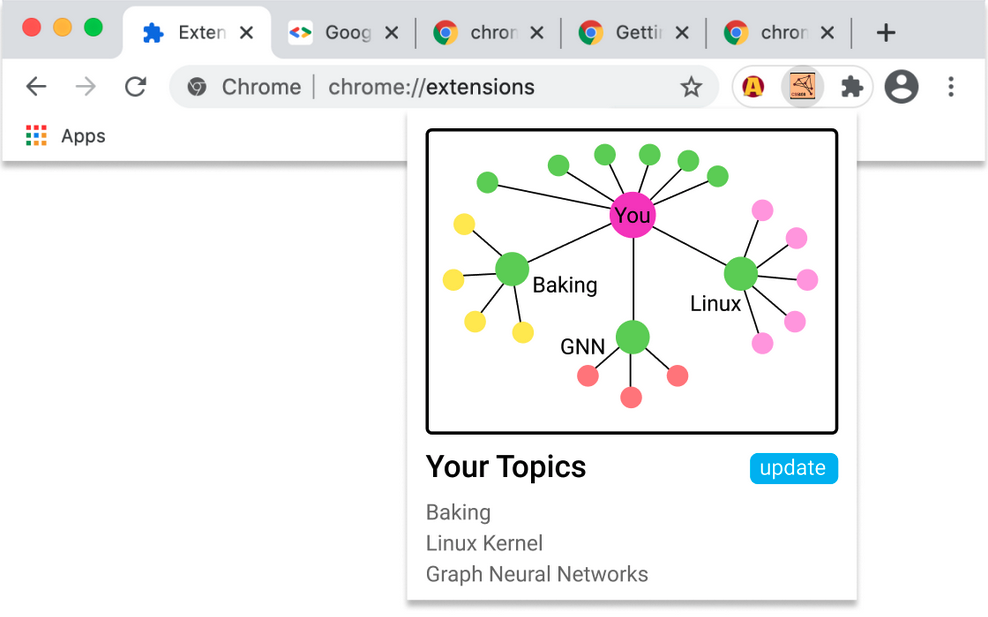 Exten
Goog
chron
Gettin
chron
Chrome | chrome://extensions
Apps
You
Baking
Linux
GNN
Your Topics
update
Baking
Linux Kernel
Graph Neural Networks